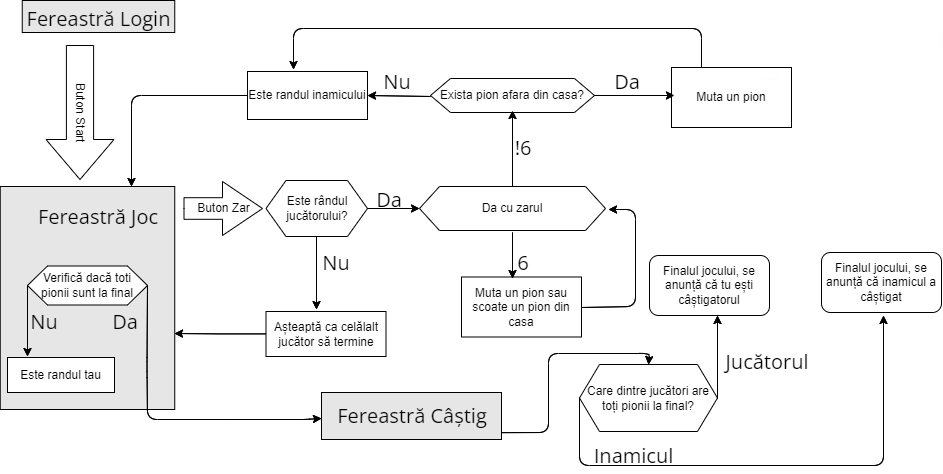 Fereastră Login
Buton Start
Este randul inamicului
Nu
Exista pion afara din casa?
Da
Muta un pion
!6
Fereastră Joc
Buton Zar
Este rândul
jucătorului?
Da
Da cu zarul
Nu
6
Verifică dacă toti
pionii sunt la final
Nu
Da
Este randul tau
Așteaptă ca celălalt
jucător să termine
Muta un pion sau
scoate un pion din
casa
Finalul jocului, se
anunță că tu ești
câștigatorul
Finalul jocului, se
anunță că inamicul a
câștigat
Jucătorul
Care dintre jucători are
toți pionii la final?
Fereastră Câștig
Inamicul